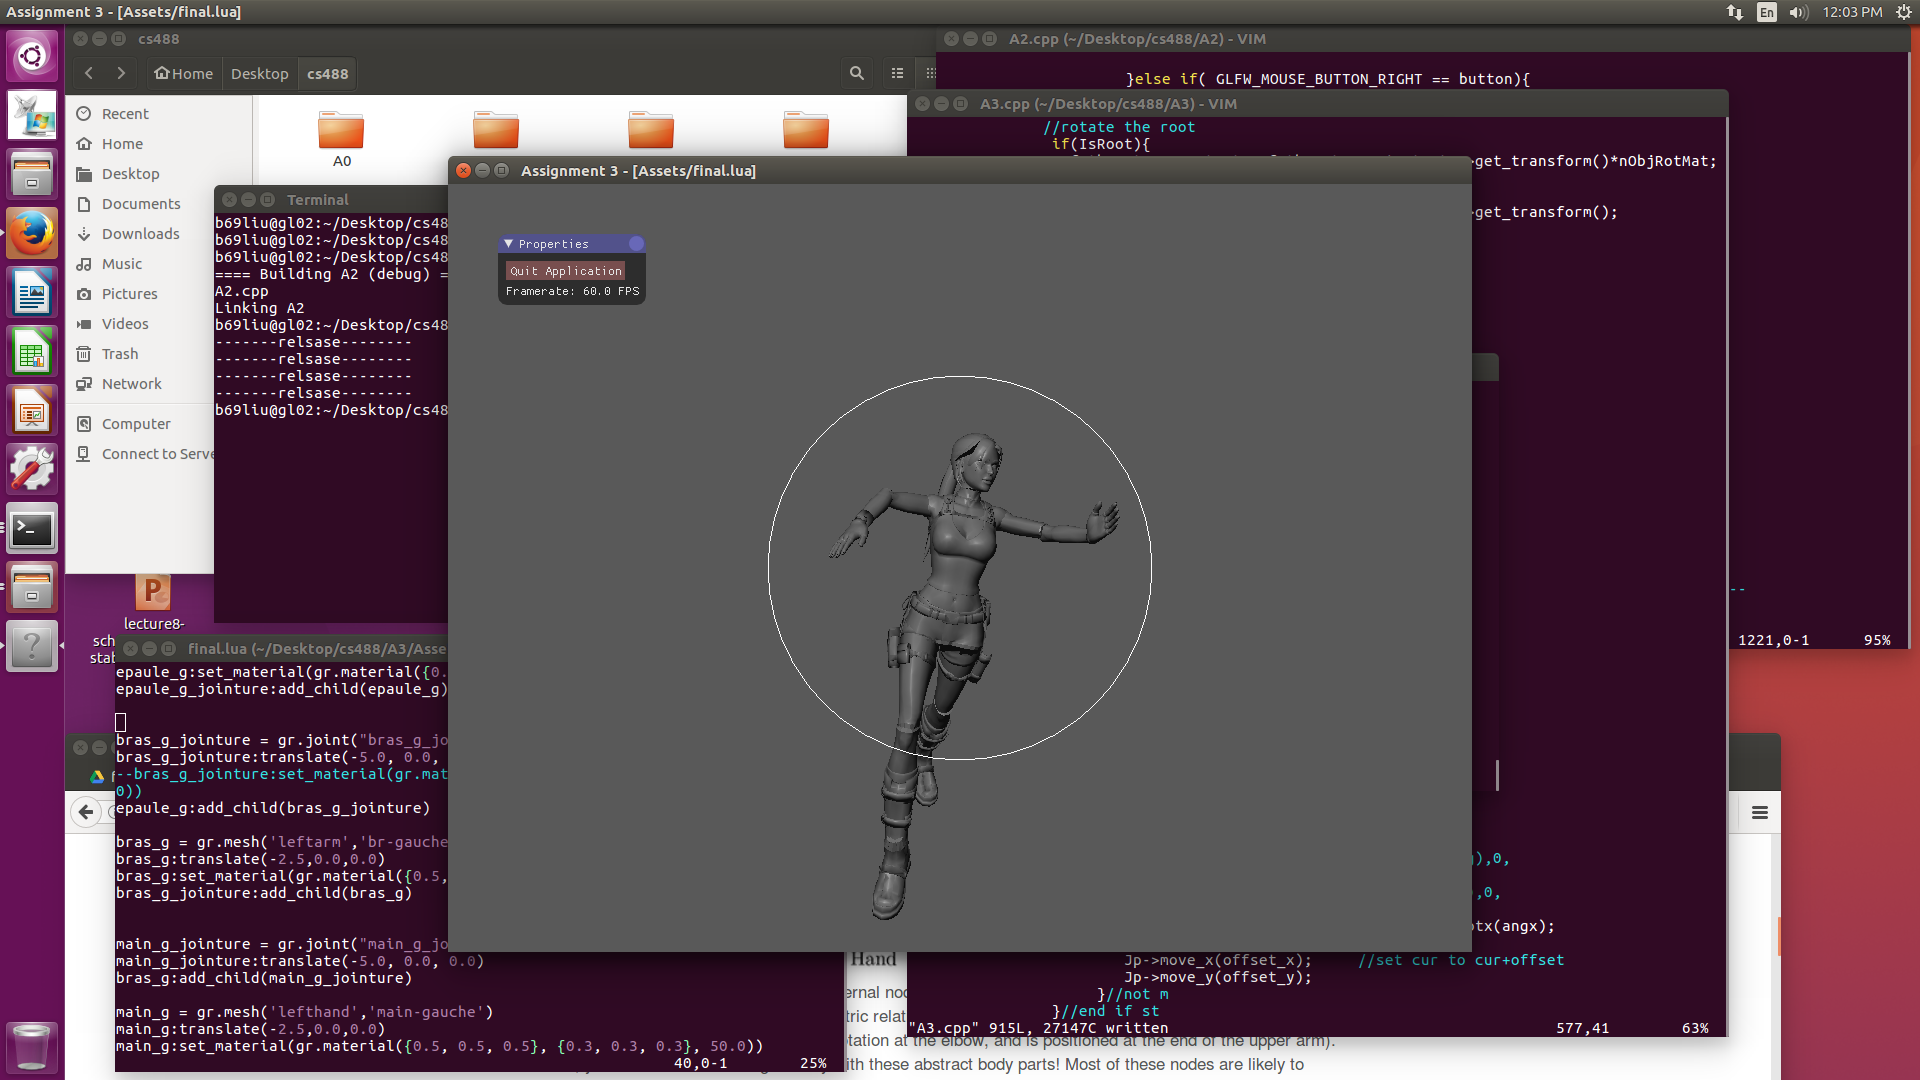 Assignment 3 - [Assets/final.lua]
En
12:03 PM
cs488
Home
Desktop
cs488
Recent
Home
Desktop
Documents
Downloads
Music
Pictures
Videos
Trash
Network
Computer
Connect to Serve
A0
A2.cpp (~/Desktop/cs488/A2) - VIM
}else if( GLFW_MOUSE_BUTTON_RIGHT == button){
1221,0-1 95%
A3.cpp (~/Desktop/cs488/A3) - VIM
//rotate the root
if(IsRoot){
get_transform()*nObjRotMat;
get_transform();
),0,
,0,
tx(angx);
Jp->move_x(offset_x); //set cur to cur+offset
Jp->move_y(offset_y);
}//not m
}//end if st
"A3.cpp" 915L, 27147C written 577,41 63%
Terminal
b69liu@gl02:~/Desktop/cs48
b69liu@gl02:~/Desktop/cs48
b69liu@gl02:~/Desktop/cs48
==== Building A2 (debug) =
A2.cpp
Linking A2
b69liu@gl02:~/Desktop/cs48
-------relsase--------
-------relsase--------
-------relsase--------
-------relsase--------
b69liu@gl02:~/Desktop/cs48
Assignment 3 - [Assets/final.lua]
Properties
Quit Application
Framerate: 60.0 FPS
P
lecture8-
sch
stab
final.lua (~/Desktop/cs488/A3/Asse
epaule_g:set_material(gr.material({0.
epaule_g_jointure:add_child(epaule_g)
bras_g_jointure = gr.joint("bras_g_jo
bras_g_jointure:translate(-5.0, 0.0,
--bras_g_jointure:set_material(gr.mat
0))
epaule_g:add_child(bras_g_jointure)
bras_g = gr.mesh('leftarm','br-gauche
bras_g:translate(-2.5,0.0,0.0)
bras_g:set_material(gr.material({0.5,
bras_g_jointure:add_child(bras_g)
main_g_jointure = gr.joint("main_g_jo
main_g_jointure:translate(-5.0, 0.0, 0.0)
bras_g:add_child(main_g_jointure)
main_g = gr.mesh('lefthand','main-gauche')
main_g:translate(-2.5,0.0,0.0)
main_g:set_material(gr.material({0.5, 0.5, 0.5}, {0.3, 0.3, 0.3}, 50.0))
40,0-1 25%
Hand
ernal noc
tric relat
tation at the elbow, and is positioned at the end of the upper arm).
ith these abstract body parts! Most of these nodes are likely to